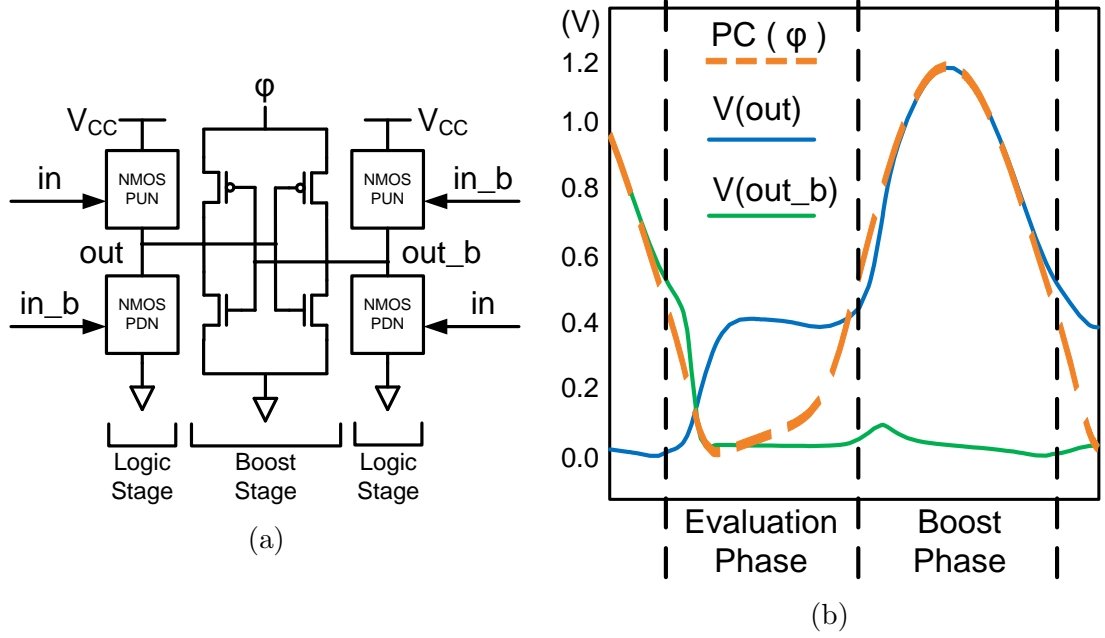 φ
V_CC
V_CC
NMOS
PUN
NMOS
PUN
in
in_b
out
out_b
NMOS
PDN
NMOS
PDN
in_b
in
Logic
Stage
Boost
Stage
Logic
Stage
(a)
(V)
1.2
1.0
0.8
0.6
0.4
0.2
0.0
PC ( φ )
V(out)
V(out_b)
Evaluation
Phase
Boost
Phase
(b)